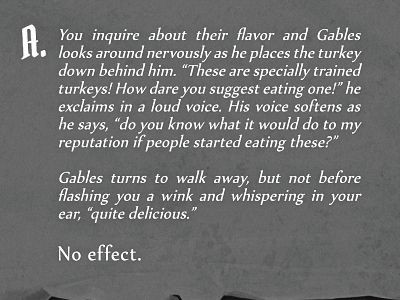 A. You inquire about their flavor and Gables
looks around nervously as he places the turkey
down behind him. “These are specially trained
turkeys! How dare you suggest eating one!” he
exclaims in a loud voice. His voice softens as
he says, “do you know what it would do to my
reputation if people started eating these?”
Gables turns to walk away, but not before
flashing you a wink and whispering in your
ear, “quite delicious.”
No effect.